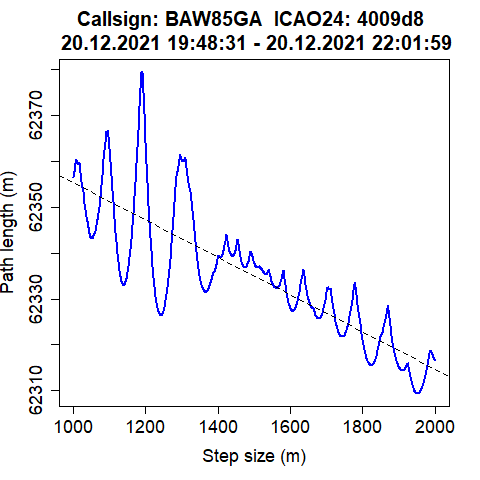 Callsign: BAW85GA  ICAO24: 4009d8
20.12.2021 19:48:31 - 20.12.2021 22:01:59
Path length (m)
62370
62350
62330
62310
1000 1200 1400 1600 1800 2000
Step size (m)